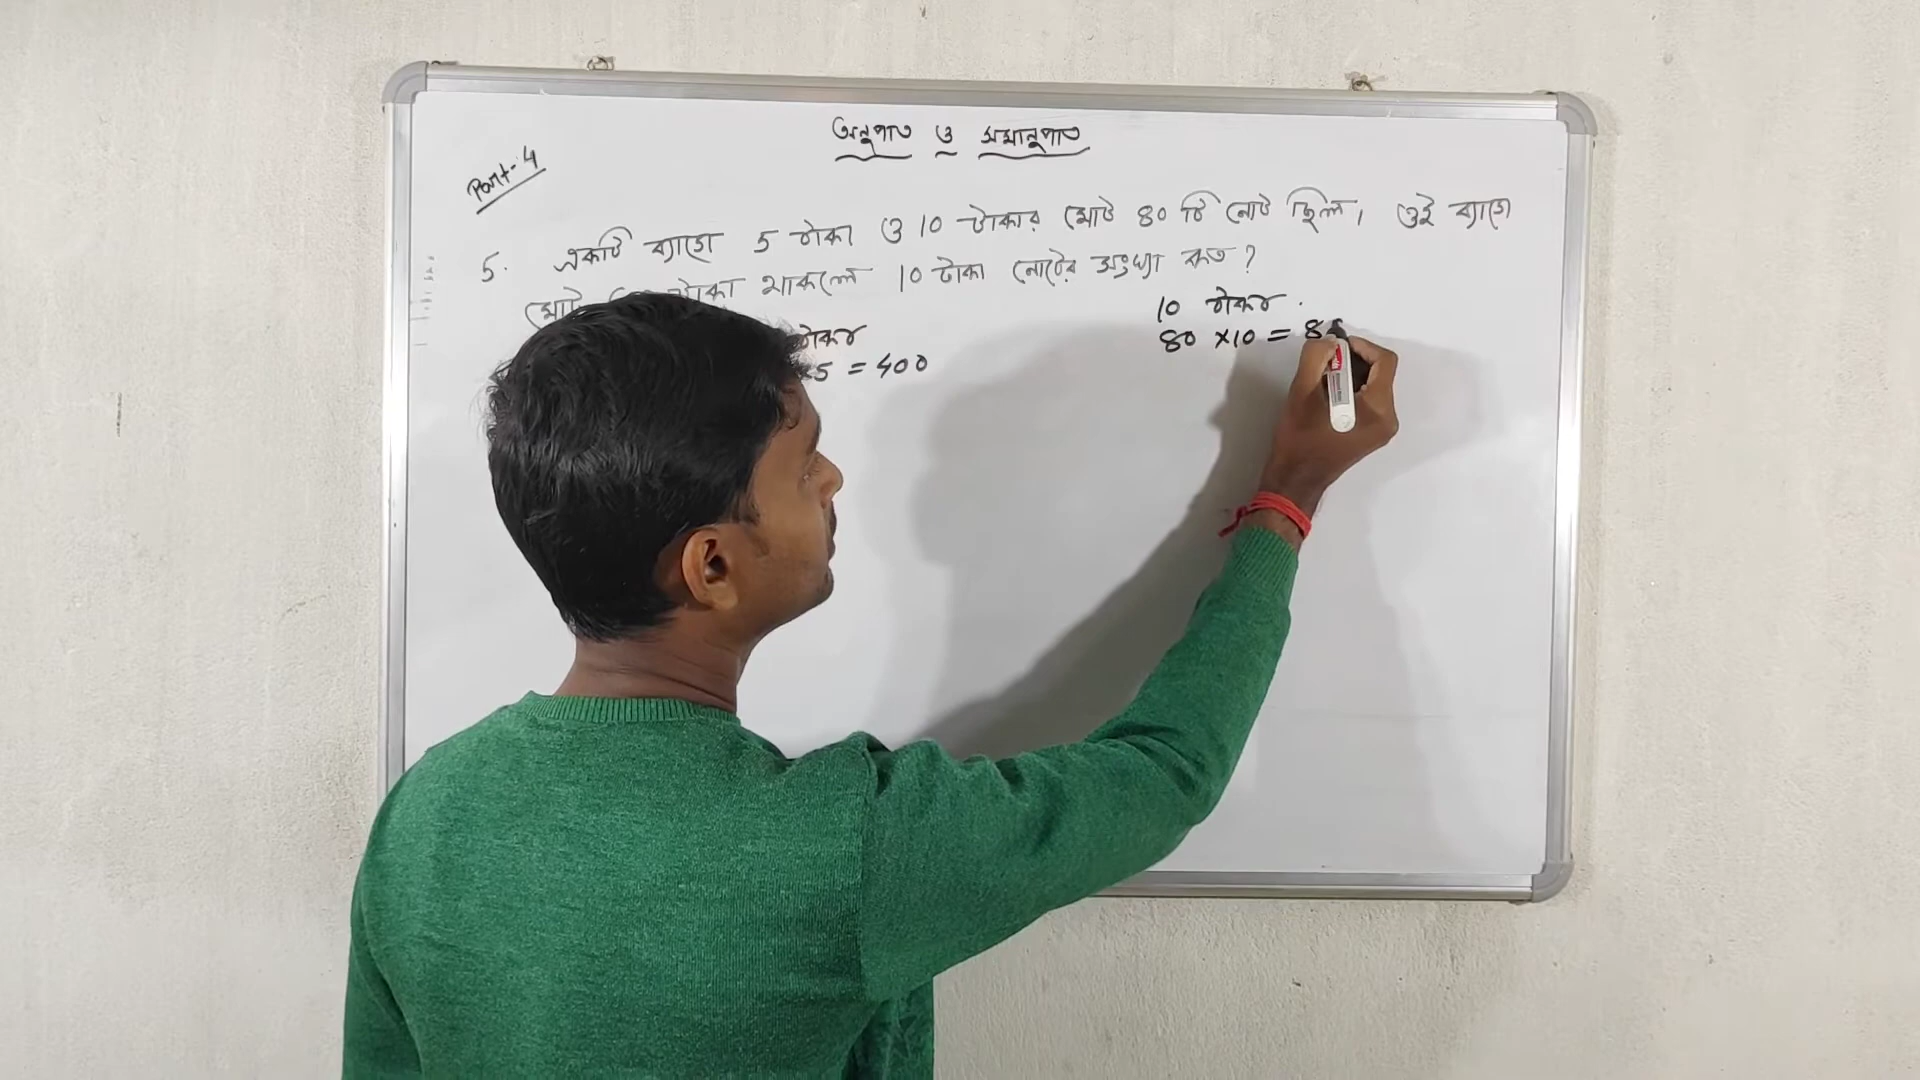 অনুপাত ও সমানুপাত
Part-4
5. একটি ব্যাগে 5 টাকা ও 10 টাকার মোট 80 টি নোট ছিল। ওই ব্যাগে
মোট টাকা থাকলে 10 টাকা নোটের সংখ্যা কত?
টাকার
×5 = 400
10 টাকার
80 ×10 = 8